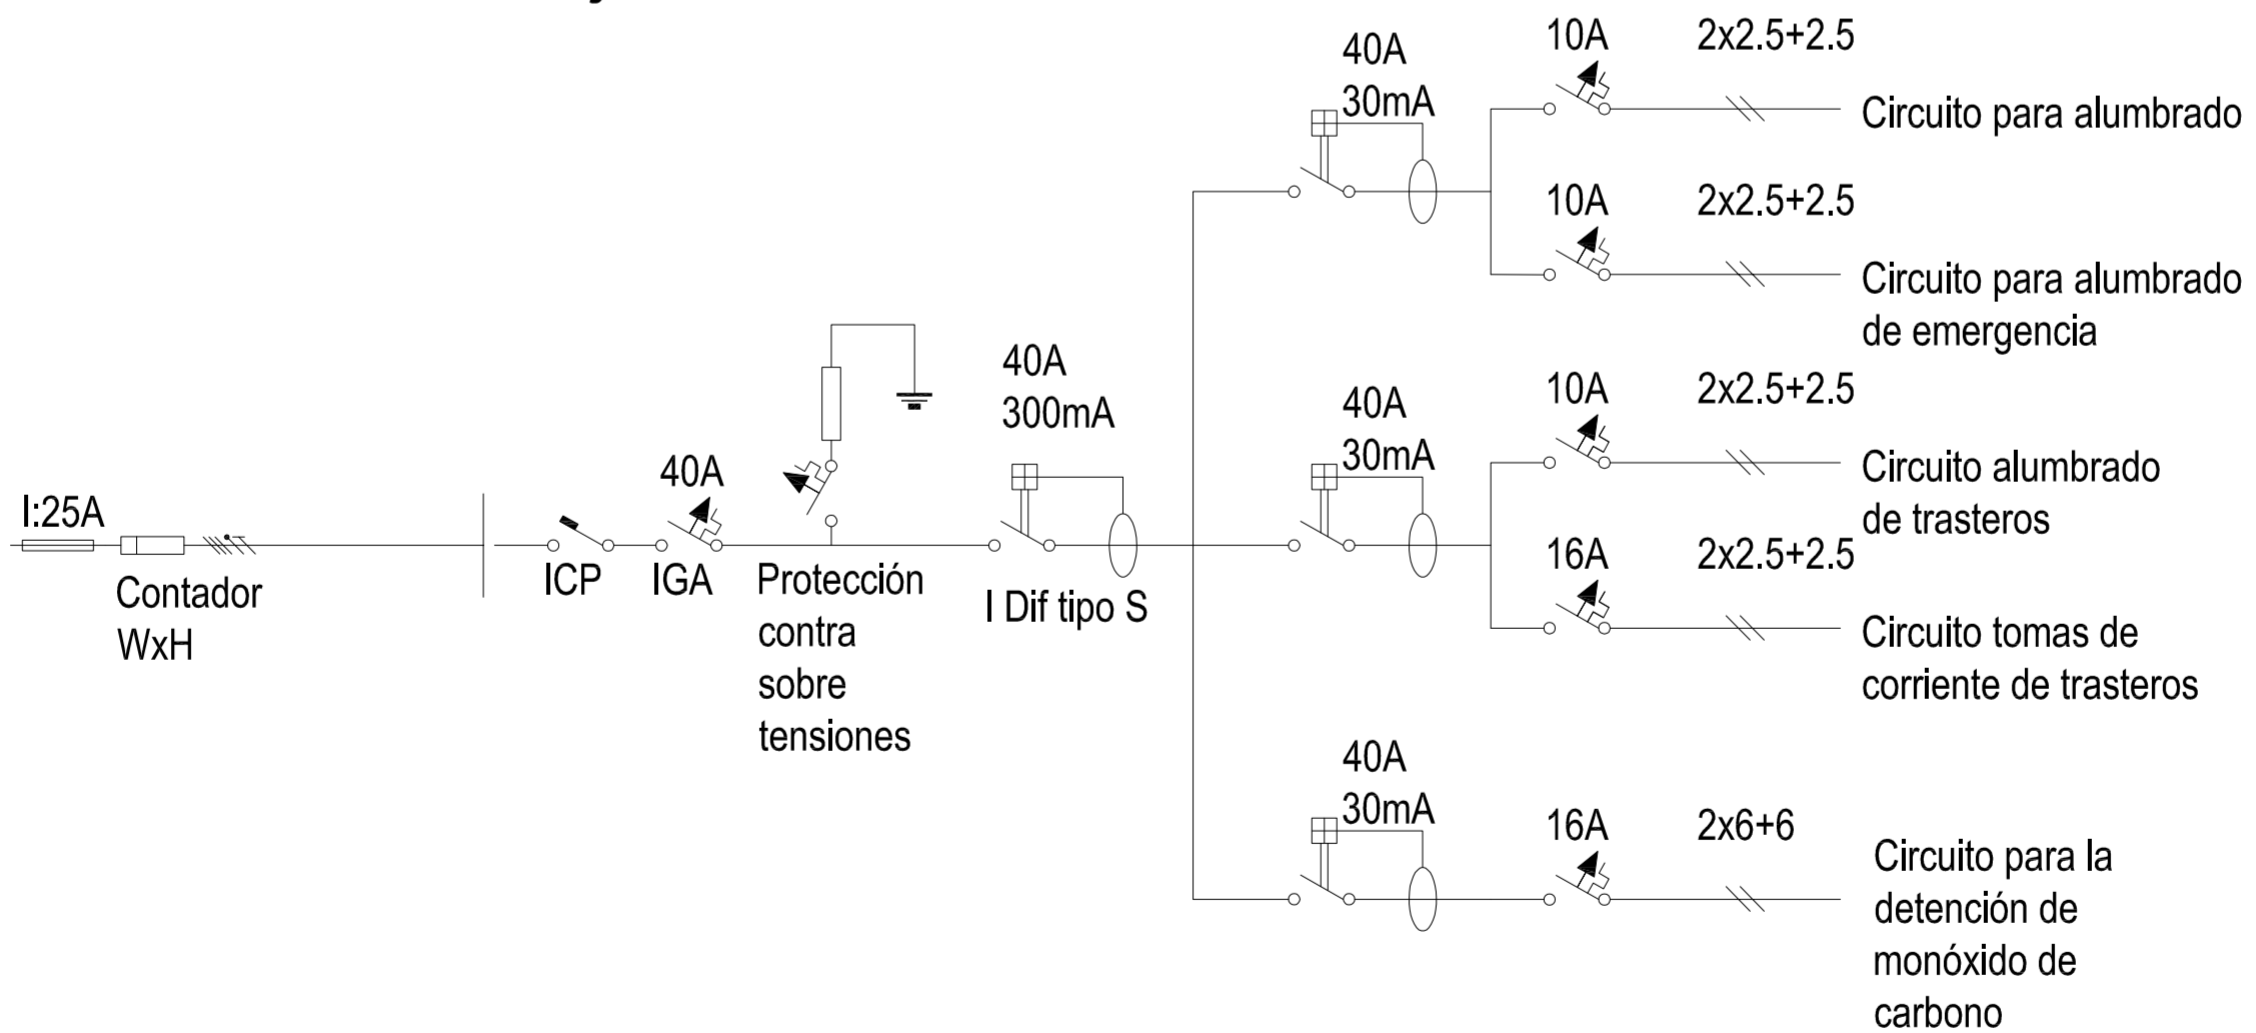 I:25A
Contador
WxH
ICP
40A
IGA
Protección
contra
sobre
tensiones
40A
300mA
I Dif tipo S
40A
30mA
10A
2x2.5+2.5
Circuito para alumbrado
10A
2x2.5+2.5
Circuito para alumbrado
de emergencia
40A
30mA
10A
2x2.5+2.5
Circuito alumbrado
de trasteros
16A
2x2.5+2.5
Circuito tomas de
corriente de trasteros
40A
30mA
16A
2x6+6
Circuito para la
detención de
monóxido de
carbono